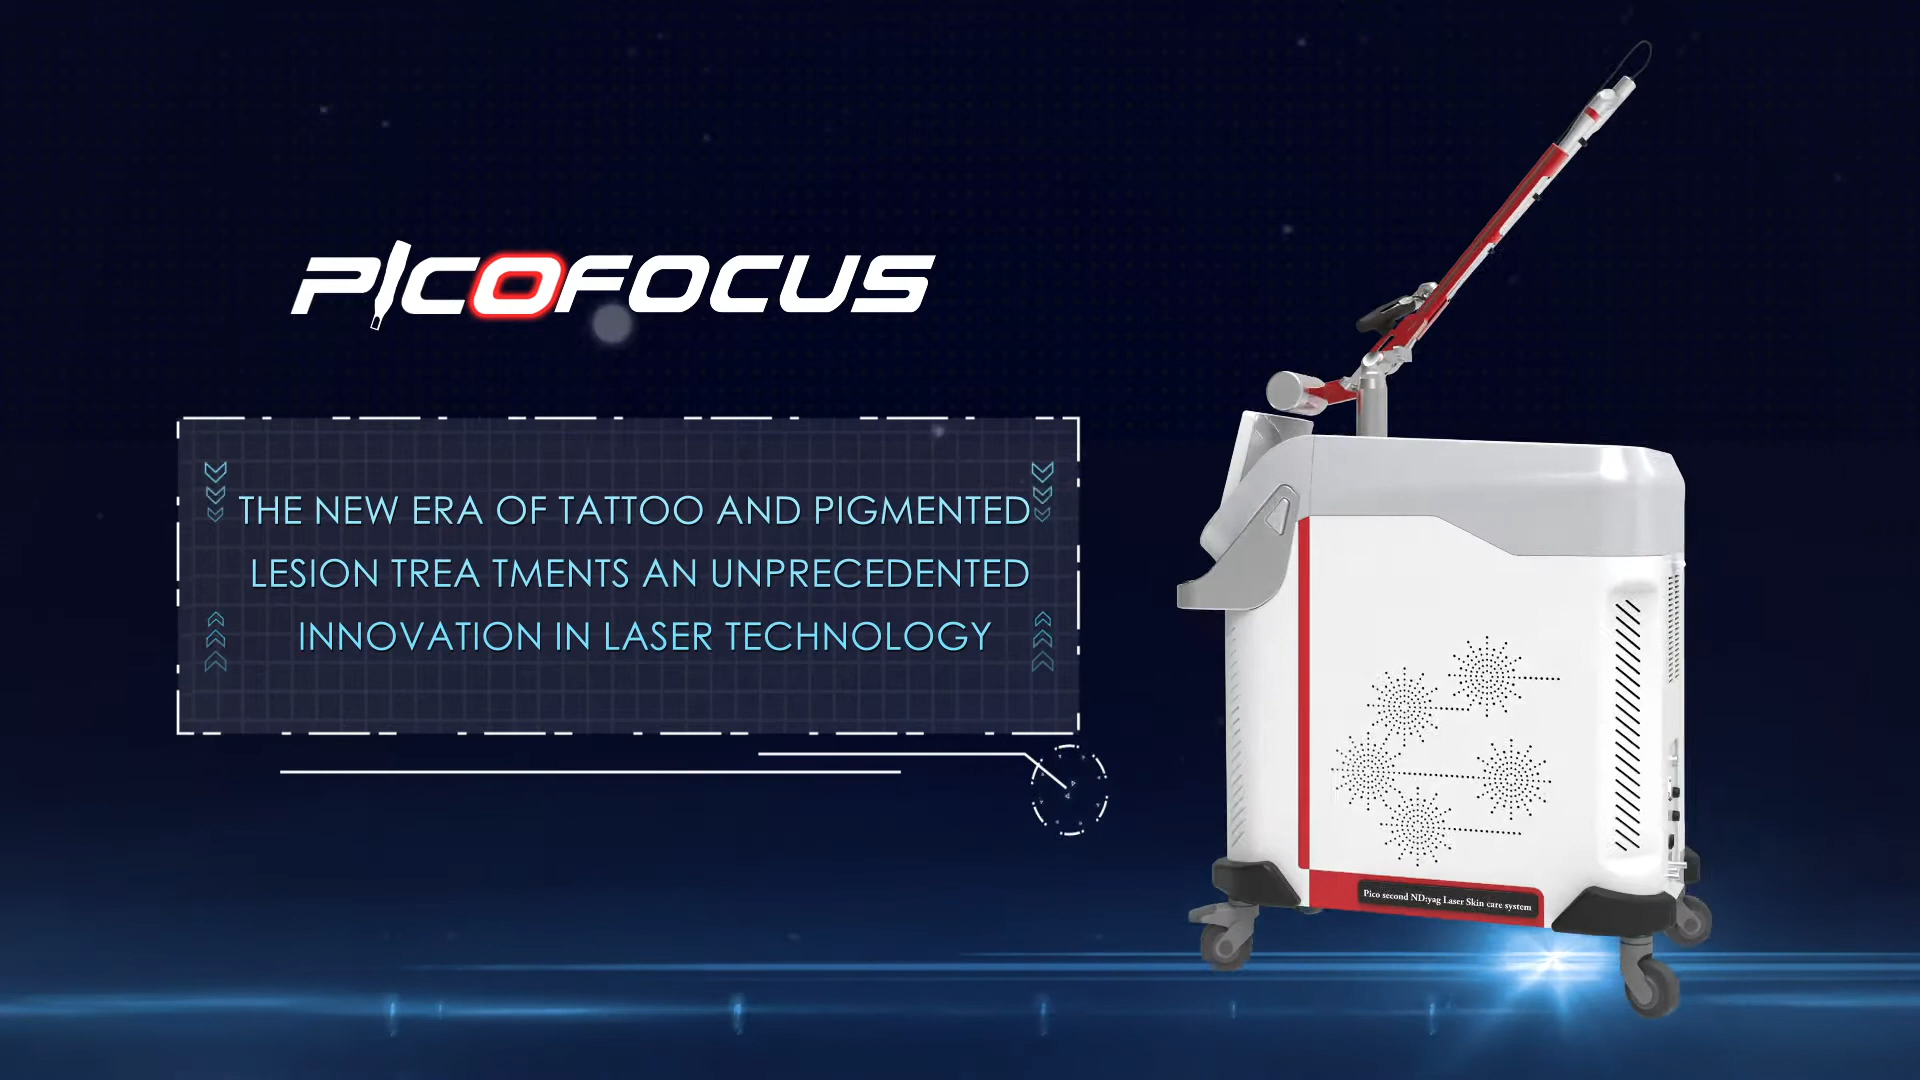 PICOFOCUS
THE NEW ERA OF TATTOO AND PIGMENTED
LESION TREA TMENTS AN UNPRECEDENTED
INNOVATION IN LASER TECHNOLOGY
Pico second ND:yag Laser Skin care system